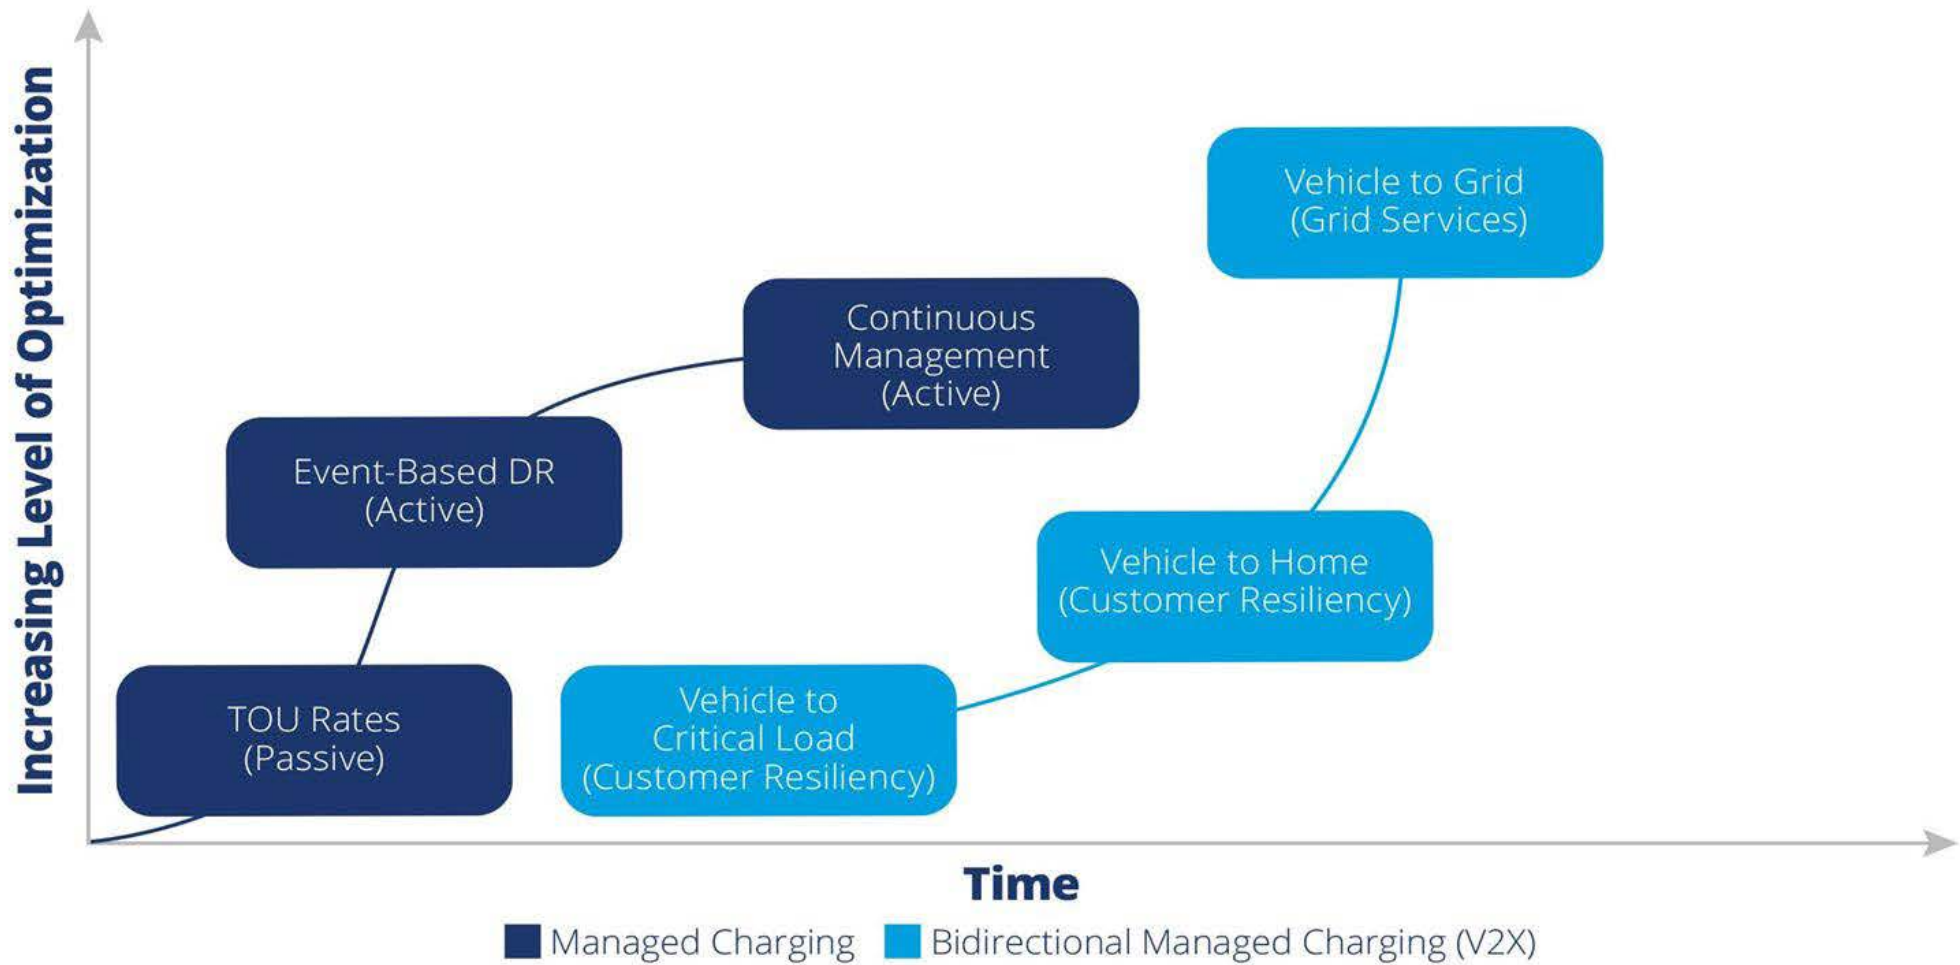 Increasing Level of Optimization
Vehicle to Grid
(Grid Services)
Continuous
Management
(Active)
Event-Based DR
(Active)
Vehicle to Home
(Customer Resiliency)
TOU Rates
(Passive)
Vehicle to
Critical Load
(Customer Resiliency)
Time
Managed Charging
Bidirectional Managed Charging (V2X)